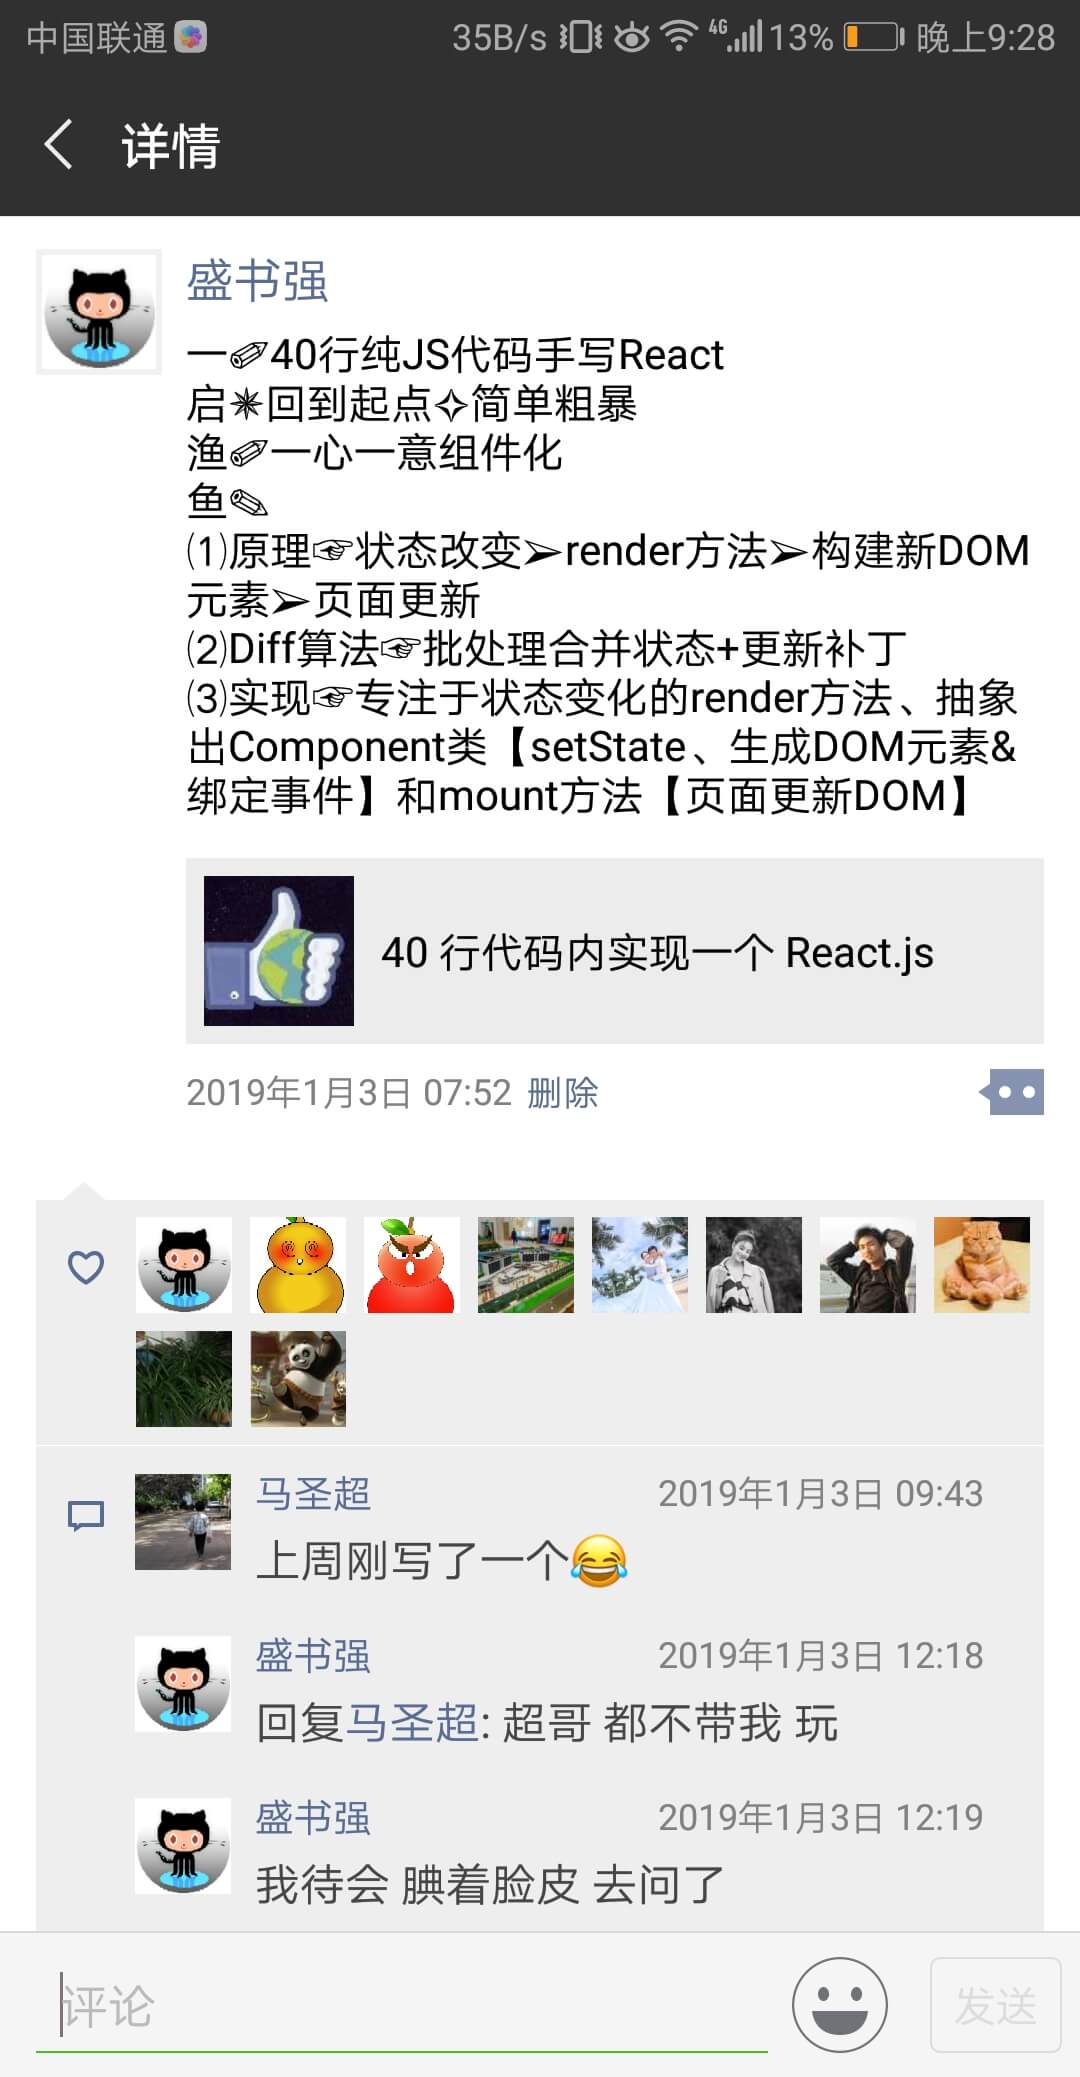 中国联通 35B/s 4G 13% 晚上9:28
详情
盛书强
一✐40行纯JS代码手写React
启✴回到起点✧简单粗暴
渔✐一心一意组件化
鱼✎
⑴原理☞状态改变➢render方法➢构建新DOM
元素➢页面更新
⑵Diff算法☞批处理合并状态+更新补丁
⑶实现☞专注于状态变化的render方法、抽象
出Component类【setState、生成DOM元素&
绑定事件】和mount方法【页面更新DOM】
40 行代码内实现一个 React.js
2019年1月3日 07:52 删除
马圣超 2019年1月3日 09:43
上周刚写了一个😂
盛书强 2019年1月3日 12:18
回复马圣超: 超哥 都不带我 玩
盛书强 2019年1月3日 12:19
我待会 腆着脸皮 去问了
评论 发送